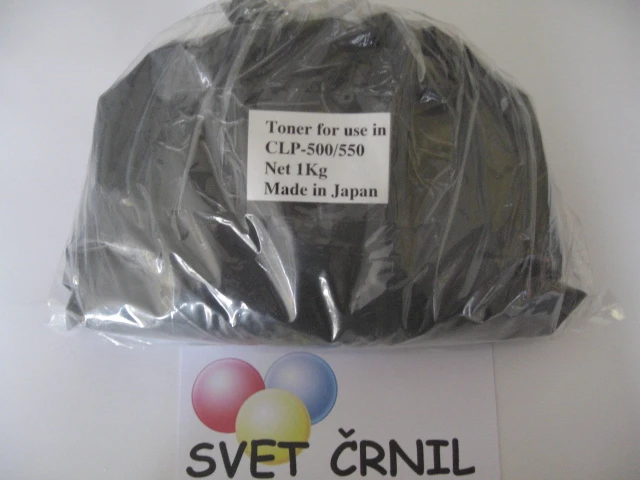 Toner for use in
CLP-500/550
Net 1Kg
Made in Japan
SVET ČRNIL